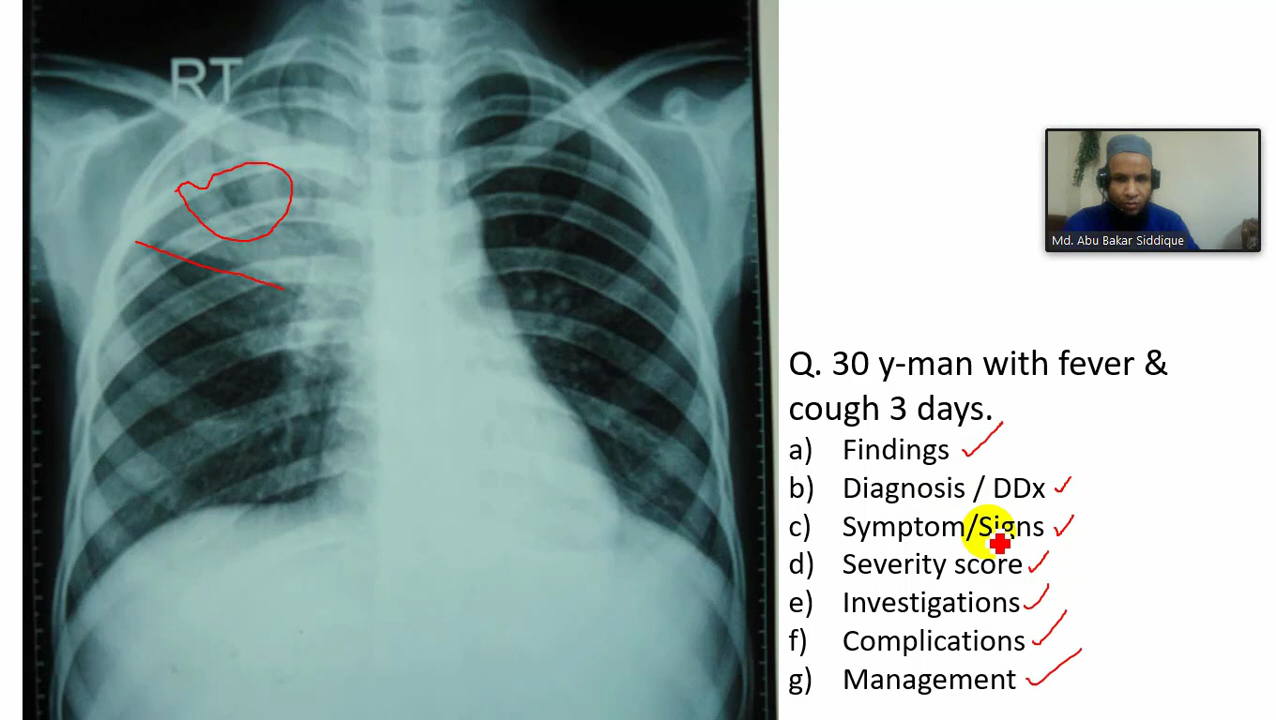 RT
Md. Abu Bakar Siddique
Q. 30 y-man with fever &
cough 3 days.
a) Findings
b) Diagnosis / DDx
c) Symptom/Signs
d) Severity score
e) Investigations
f) Complications
g) Management